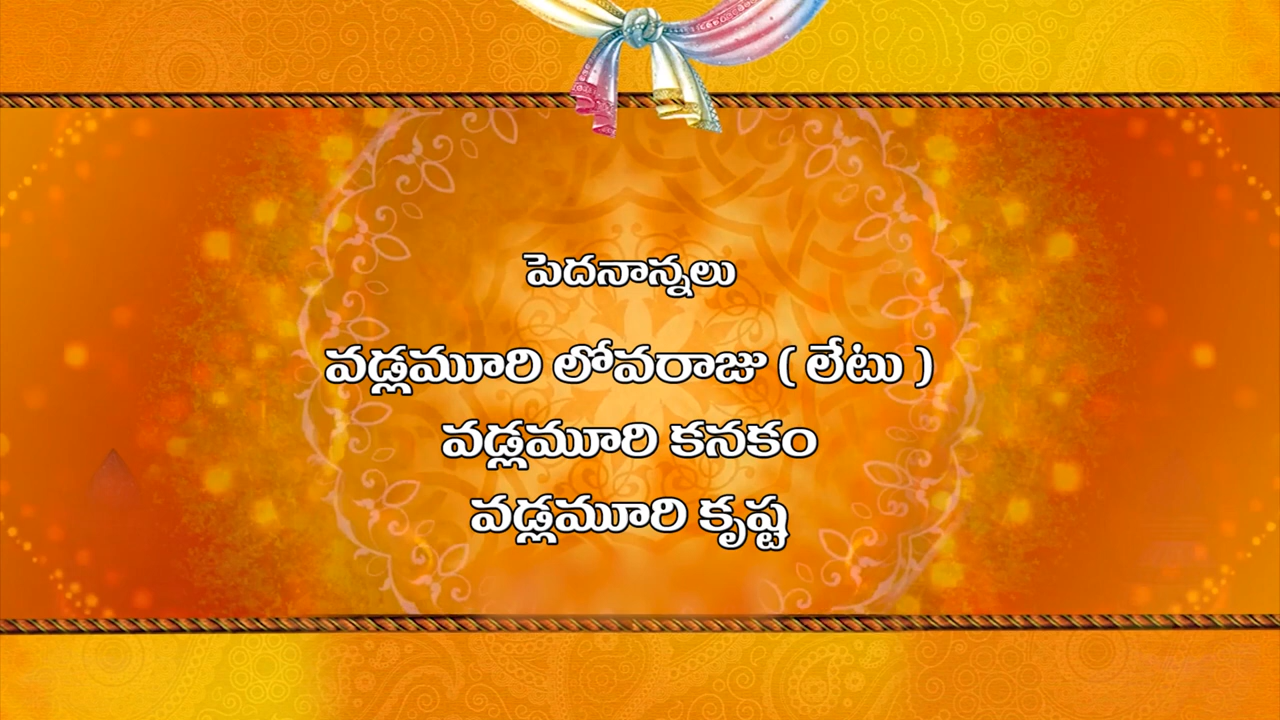 పెదనాన్నలు
వడ్లమూరి లోవరాజు ( లేటు )
వడ్లమూరి కనకం
వడ్లమూరి కృష్ట